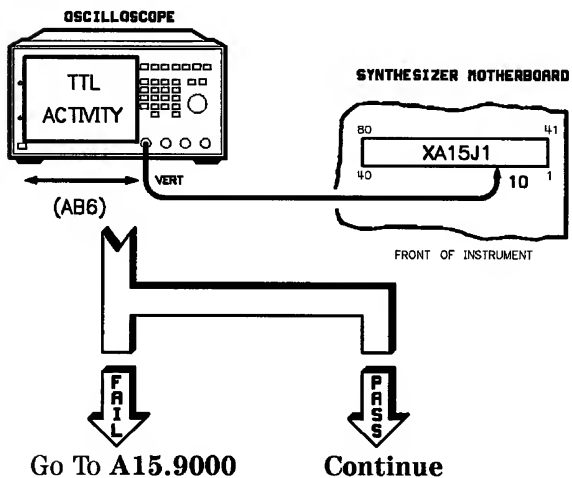 OSCILLOSCOPE
TTL
ACTIVITY
VERT
(AB6)
SYNTHESIZER MOTHERBOARD
80 41
XA15J1
40 10 1
FRONT OF INSTRUMENT
FAIL
PASS
Go To A15.9000
Continue